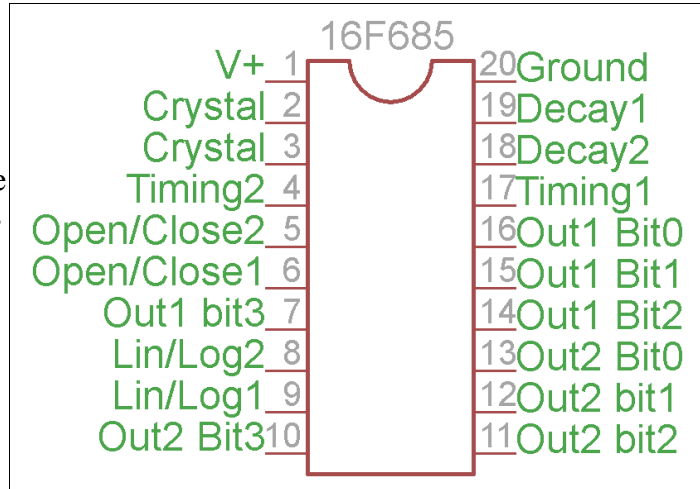 16F685
V+ 1 20 Ground
Crystal 2 19 Decay1
Crystal 3 18 Decay2
e
Timing2 4 17 Timing1
Open/Close2 5 16 Out1 Bit0
Open/Close1 6 15 Out1 Bit1
Out1 bit3 7 14 Out1 Bit2
Lin/Log2 8 13 Out2 Bit0
Lin/Log1 9 12 Out2 bit1
Out2 Bit3 10 11 Out2 bit2